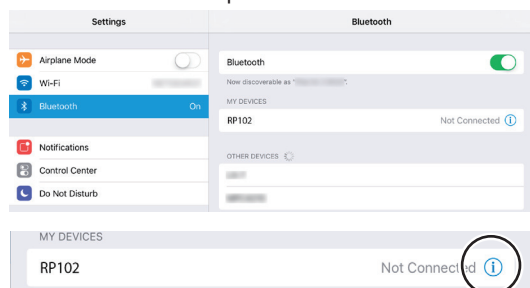 Settings
Bluetooth
Airplane Mode
Wi-Fi
Bluetooth On
Notifications
Control Center
Do Not Disturb
Bluetooth
Now discoverable as "
MY DEVICES
RP102 Not Connected
OTHER DEVICES
MY DEVICES
RP102 Not Connected